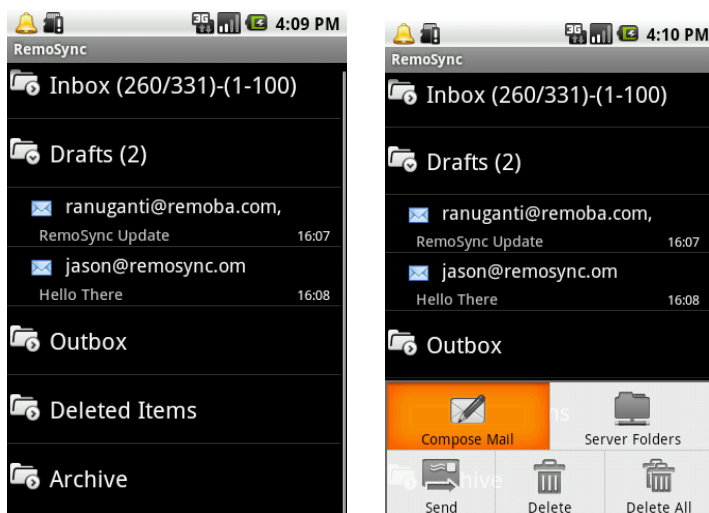 4:09 PM
RemoSync
Inbox (260/331)-(1-100)
Drafts (2)
ranuganti@remoba.com,
RemoSync Update 16:07
jason@remosync.om
Hello There 16:08
Outbox
Deleted Items
Archive
3G 4:10 PM
RemoSync
Inbox (260/331)-(1-100)
Drafts (2)
ranuganti@remoba.com,
RemoSync Update 16:07
jason@remosync.om
Hello There 16:08
Outbox
Compose Mail Server Folders
Send Delete Delete All